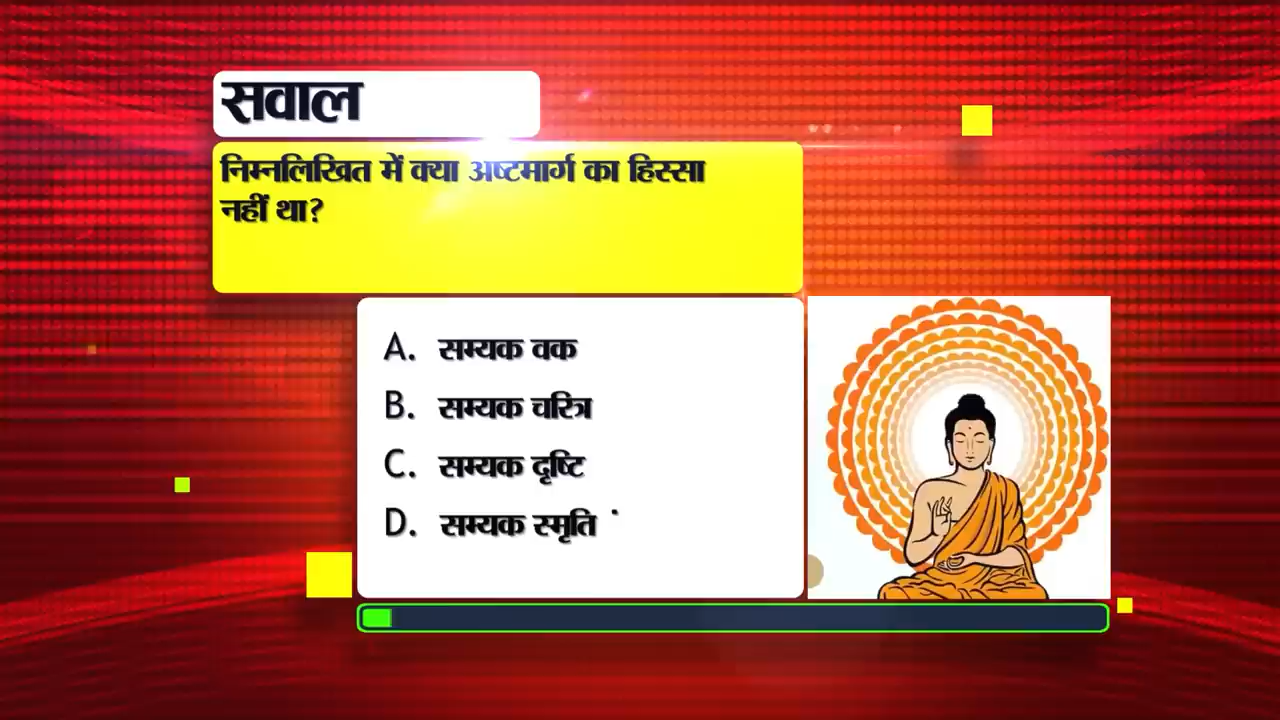 सवाल
निम्नलिखित में क्या अष्टमार्ग का हिस्सा
नहीं था?
A. सम्यक वक
B. सम्यक चरित्र
C. सम्यक दृष्टि
D. सम्यक स्मृति